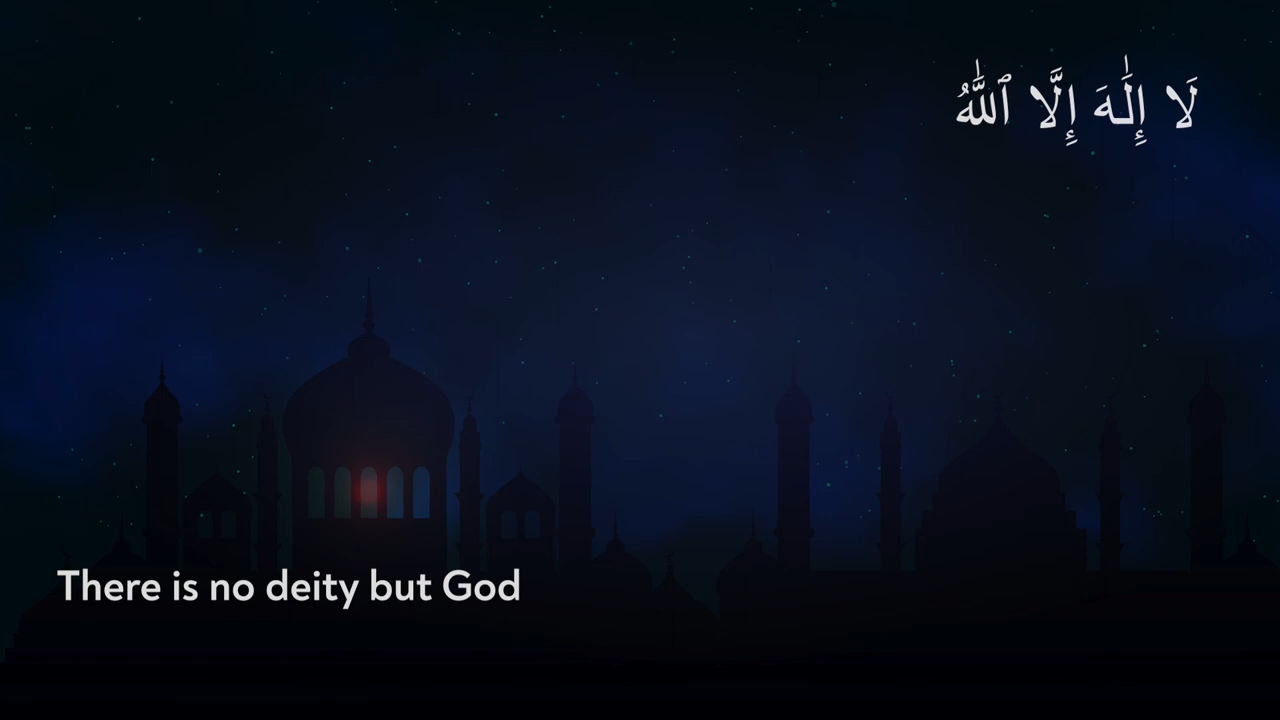 لَا إِلَٰهَ إِلَّا ٱللَّٰهُ
There is no deity but God